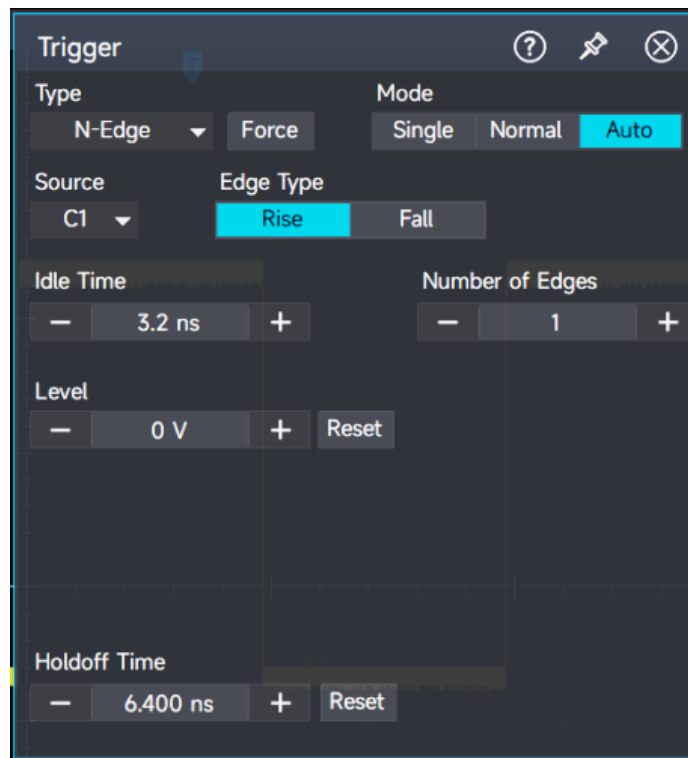 Trigger
Type Mode
N-Edge Force Single Normal Auto
Source Edge Type
C1 Rise Fall
Idle Time Number of Edges
3.2 ns 1
Level
0 V Reset
Holdoff Time
6.400 ns Reset